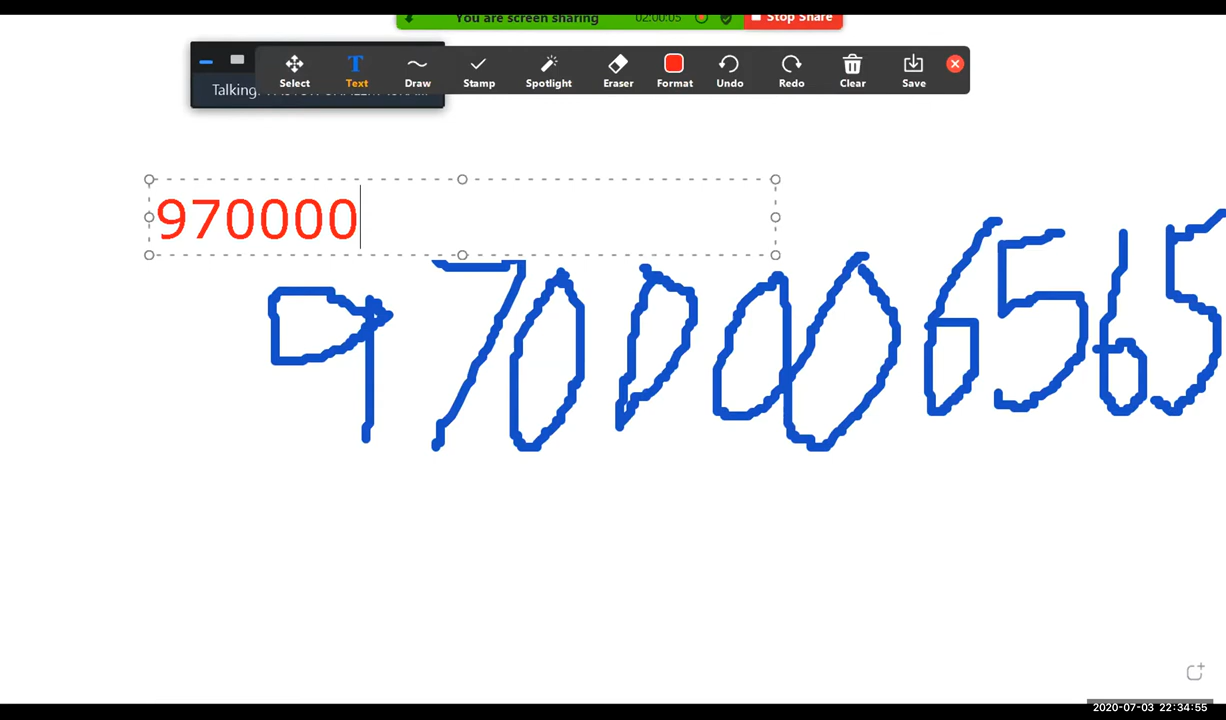 You are screen sharing 02:00:05 Stop Share
Select Text Draw Stamp Spotlight Eraser Format Undo Redo Clear Save
Talking:
970000
9700006565
2020-07-03 22:34:55